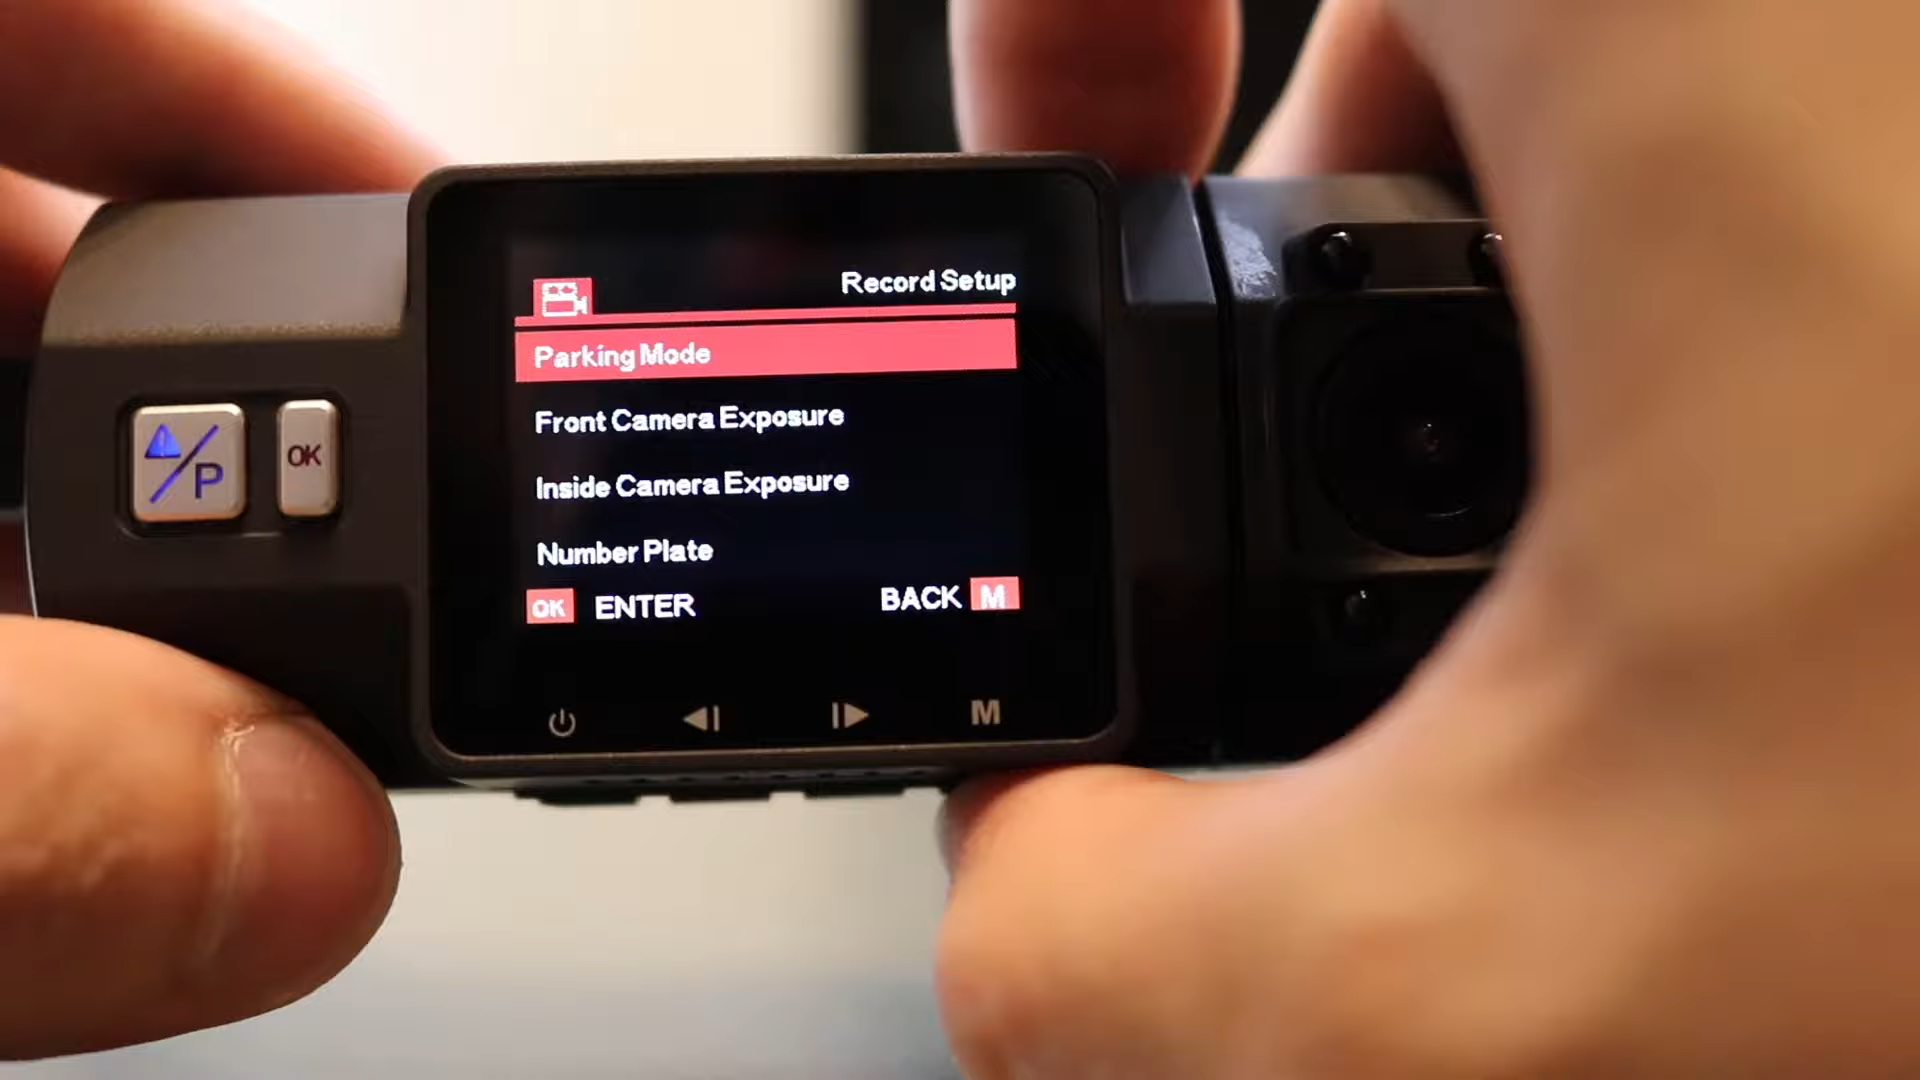 Record Setup
Parking Mode
Front Camera Exposure
Inside Camera Exposure
Number Plate
OK ENTER BACK M
P
OK
M